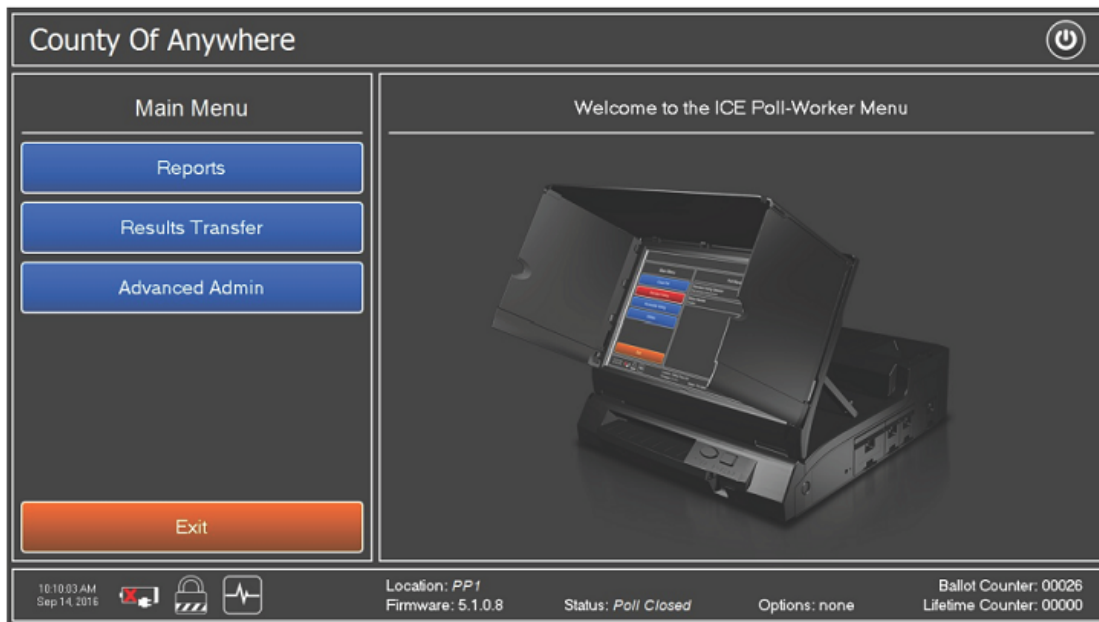 County Of Anywhere
Main Menu
Reports
Results Transfer
Advanced Admin
Exit
Welcome to the ICE Poll-Worker Menu
10:10:03 AM
Sep 14, 2016
Location: PP1
Firmware: 5.1.0.8
Status: Poll Closed
Options: none
Ballot Counter: 00026
Lifetime Counter: 00000